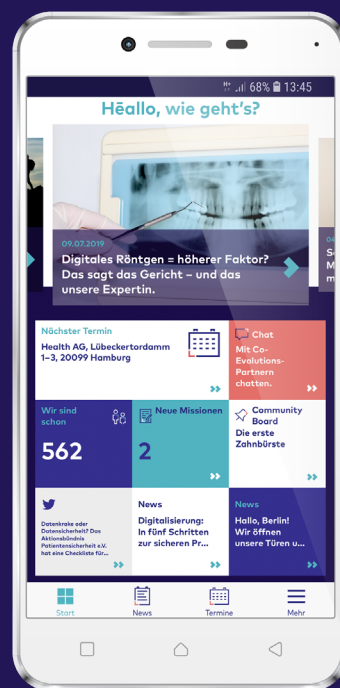 H+ 68% 13:45
Hēallo, wie geht's?
09.07.2019
Digitales Röntgen = höherer Faktor?
Das sagt das Gericht – und das
unsere Expertin.
04
Se
M
m
Nächster Termin
Health AG, Lübeckertordamm
1–3, 20099 Hamburg
Chat
Mit Co-
Evalutions-
Partnern
chatten.
Wir sind
schon
562
Neue Missionen
2
Community
Board
Die erste
Zahnbürste
Datenkrake oder
Datensicherheit? Das
Aktionsbündnis
Patientensicherheit e.V.
hat eine Checkliste für...
News
Digitalisierung:
In fünf Schritten
zur sicheren Pr...
News
Hallo, Berlin!
Wir öffnen
unsere Türen u...
Start
News
Termine
Mehr